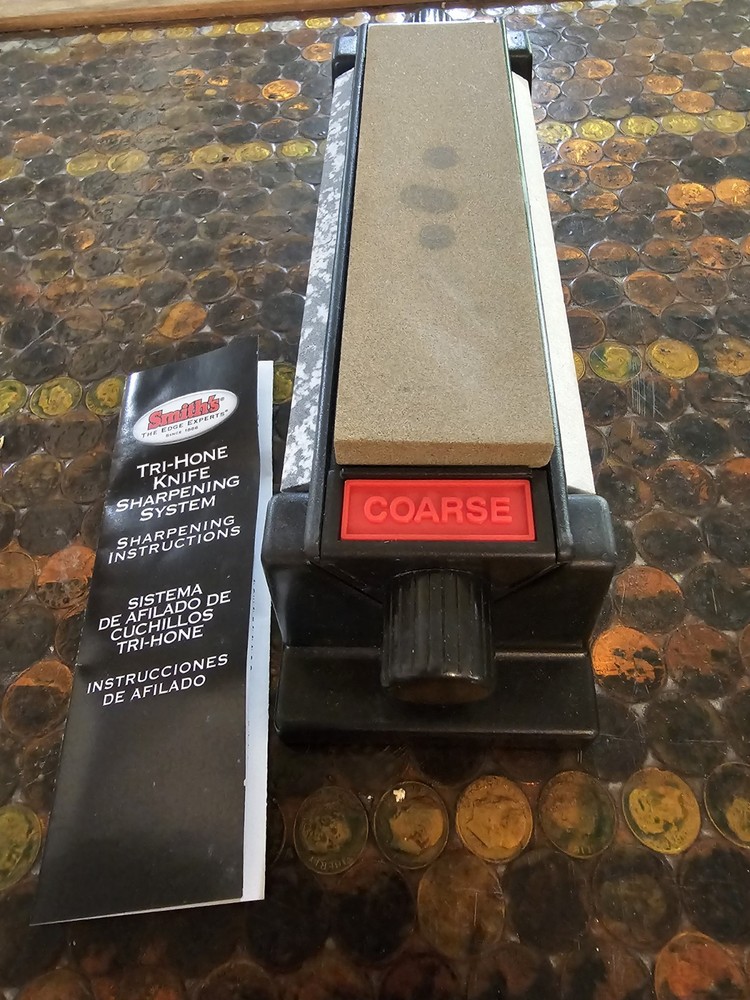 Smith's®
THE EDGE EXPERTS®
SINCE 1886
TRI-HONE
KNIFE
SHARPENING
SYSTEM
SHARPENING
INSTRUCTIONS
SISTEMA
DE AFILADO DE
CUCHILLOS
TRI-HONE
INSTRUCCIONES
DE AFILADO
COARSE